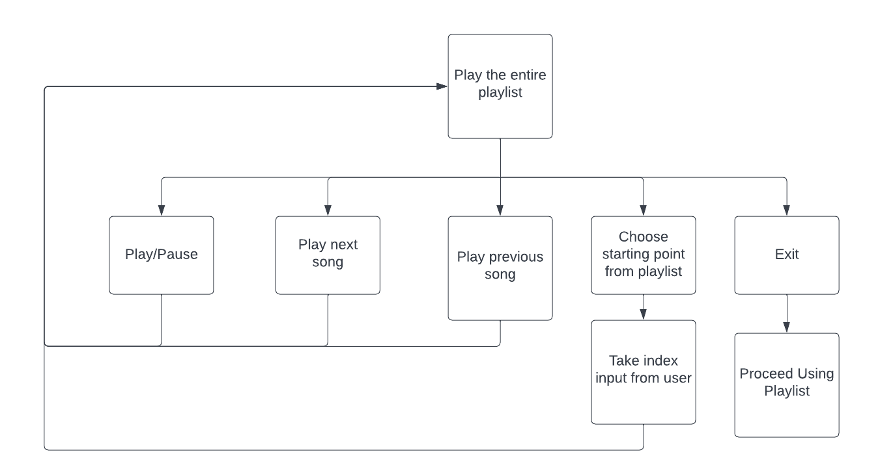 Play the entire
playlist
Play/Pause
Play next
song
Play previous
song
Choose
starting point
from playlist
Exit
Take index
input from user
Proceed Using
Playlist